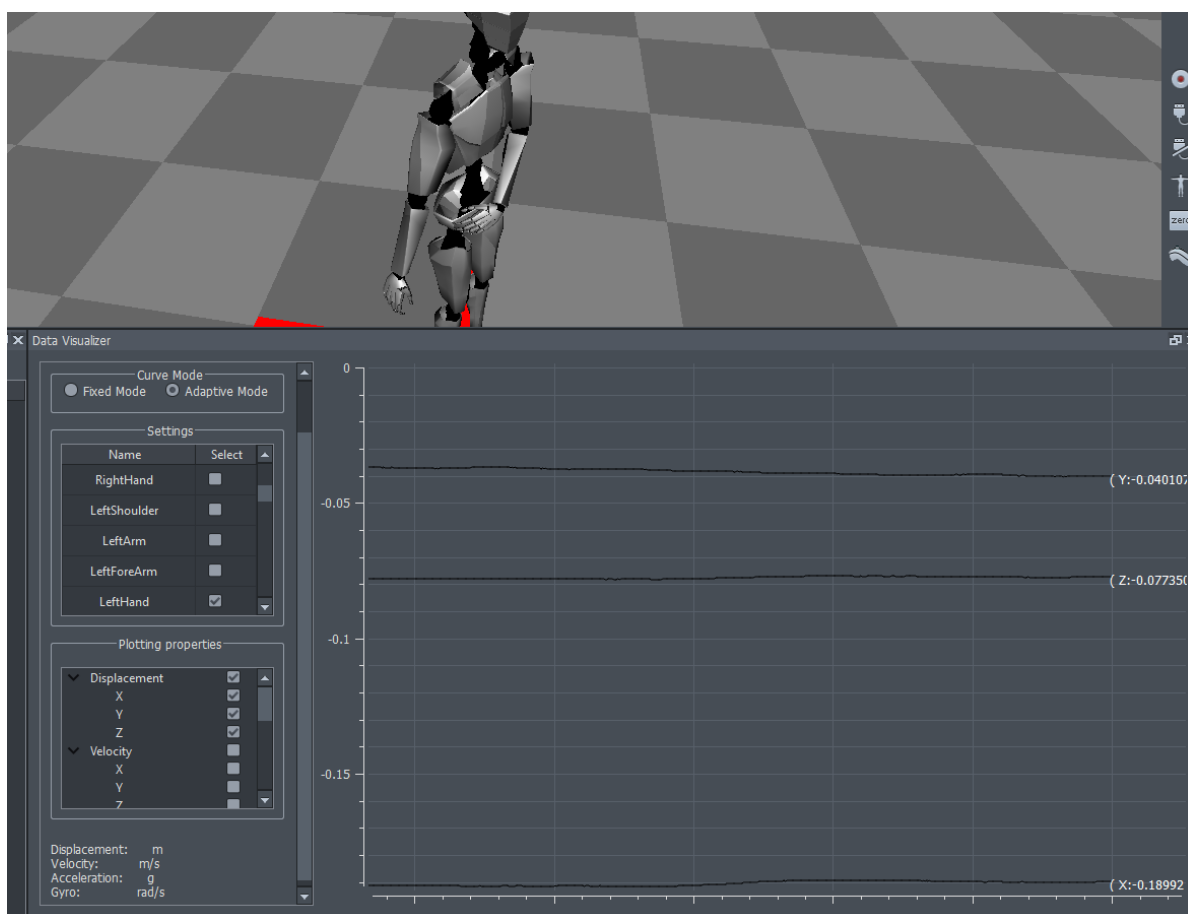 zero
Data Visualizer
Curve Mode
Fixed Mode Adaptive Mode
Settings
Name Select
RightHand
LeftShoulder
LeftArm
LeftForeArm
LeftHand
Plotting properties
Displacement
X
Y
Z
Velocity
X
Y
Z
Displacement: m
Velocity: m/s
Acceleration: g
Gyro: rad/s
0
-0.05
-0.1
-0.15
( Y:-0.040107
( Z:-0.07735
( X:-0.18992